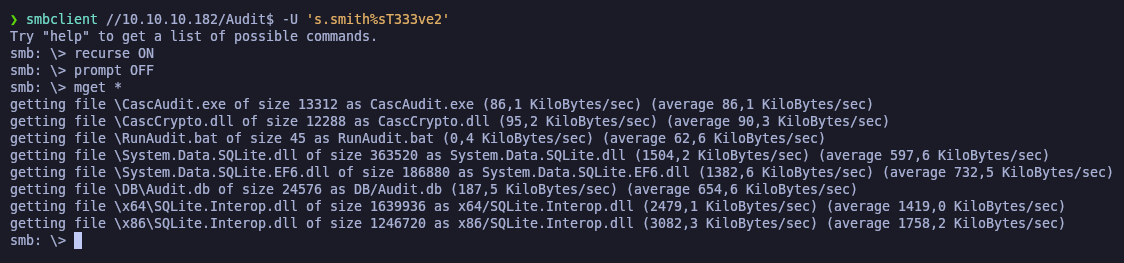 ❯ smbclient //10.10.10.182/Audit$ -U 's.smith%sT333ve2'
Try "help" to get a list of possible commands.
smb: \> recurse ON
smb: \> prompt OFF
smb: \> mget *
getting file \CascAudit.exe of size 13312 as CascAudit.exe (86,1 KiloBytes/sec) (average 86,1 KiloBytes/sec)
getting file \CascCrypto.dll of size 12288 as CascCrypto.dll (95,2 KiloBytes/sec) (average 90,3 KiloBytes/sec)
getting file \RunAudit.bat of size 45 as RunAudit.bat (0,4 KiloBytes/sec) (average 62,6 KiloBytes/sec)
getting file \System.Data.SQLite.dll of size 363520 as System.Data.SQLite.dll (1504,2 KiloBytes/sec) (average 597,6 KiloBytes/sec)
getting file \System.Data.SQLite.EF6.dll of size 186880 as System.Data.SQLite.EF6.dll (1382,6 KiloBytes/sec) (average 732,5 KiloBytes/sec)
getting file \DB\Audit.db of size 24576 as DB/Audit.db (187,5 KiloBytes/sec) (average 654,6 KiloBytes/sec)
getting file \x64\SQLite.Interop.dll of size 1639936 as x64/SQLite.Interop.dll (2479,1 KiloBytes/sec) (average 1419,0 KiloBytes/sec)
getting file \x86\SQLite.Interop.dll of size 1246720 as x86/SQLite.Interop.dll (3082,3 KiloBytes/sec) (average 1758,2 KiloBytes/sec)
smb: \>